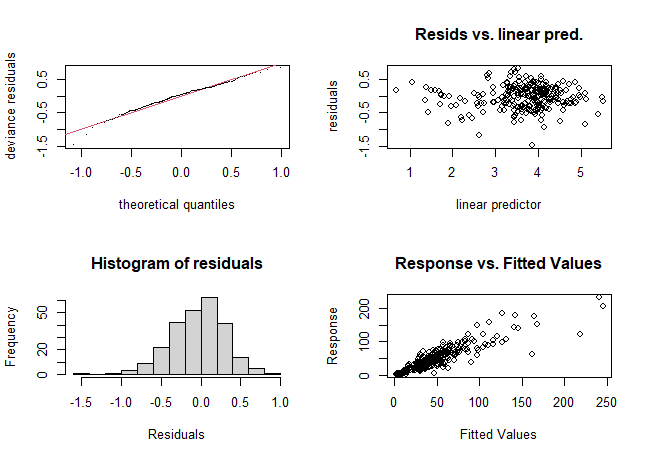 deviance residuals
-1.5 -0.5 0.5
-1.0 -0.5 0.0 0.5 1.0
theoretical quantiles
Resids vs. linear pred.
residuals
-1.5 -0.5 0.5
1 2 3 4 5
linear predictor
Histogram of residuals
Frequency
0 20 50
-1.5 -1.0 -0.5 0.0 0.5 1.0
Residuals
Response vs. Fitted Values
Response
0 100 200
0 50 100 150 200 250
Fitted Values